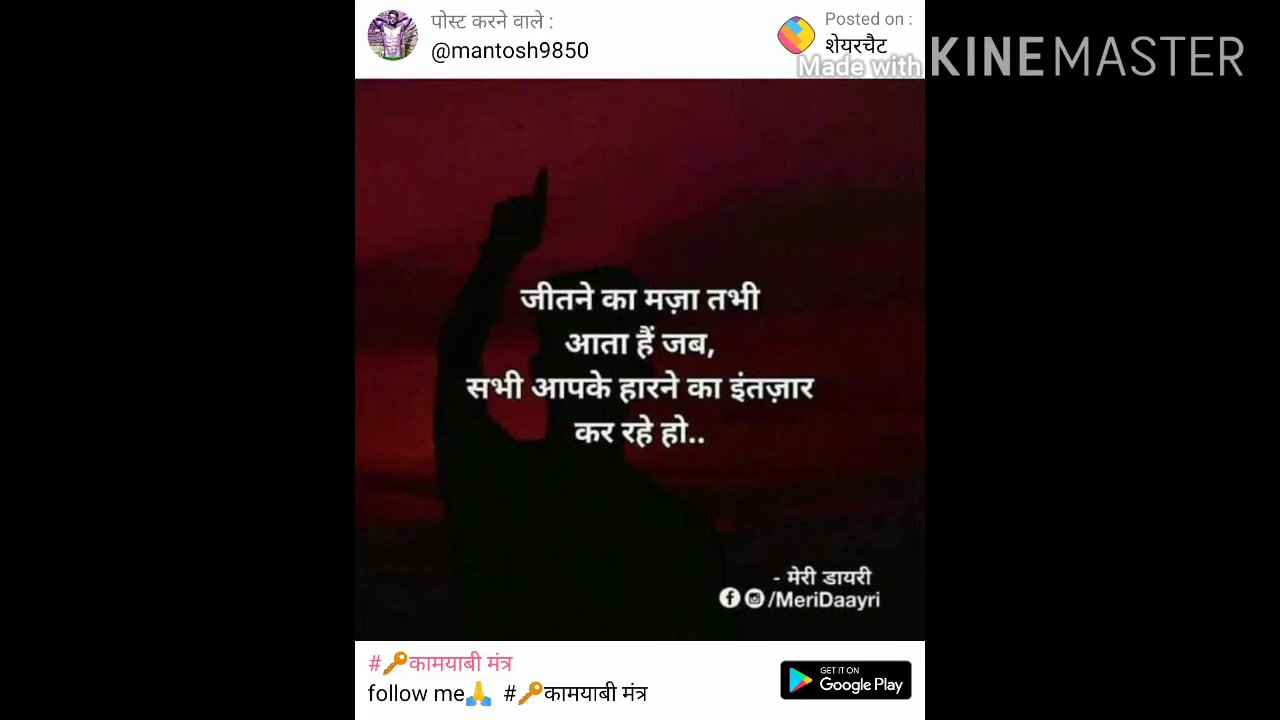 पोस्ट करने वाले :
@mantosh9850
Posted on :
शेयरचैट
Made with KINEMASTER
जीतने का मज़ा तभी
आता हैं जब,
सभी आपके हारने का इंतज़ार
कर रहे हो..
- मेरी डायरी
/MeriDaayri
#🔑कामयाबी मंत्र
follow me🙏 #🔑कामयाबी मंत्र
GET IT ON
Google Play